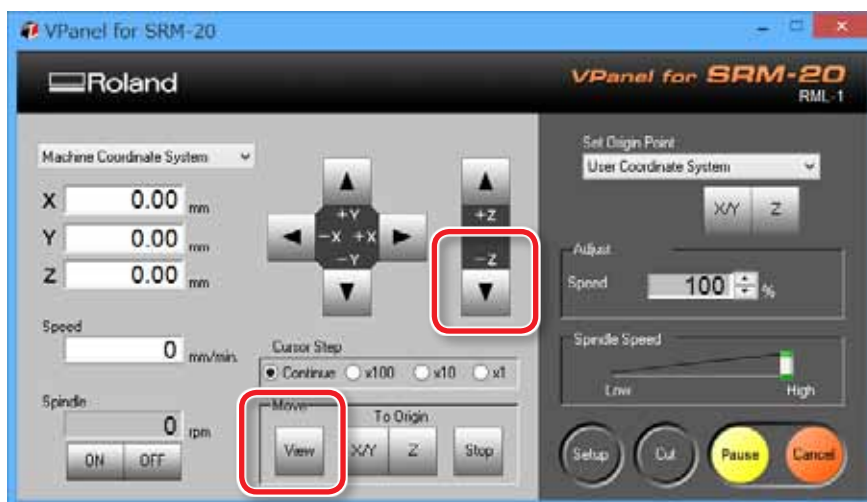 VPanel for SRM-20
Roland
VPanel for SRM-20
RML-1
Machine Coordinate System
X 0.00 mm
Y 0.00 mm
Z 0.00 mm
Speed
0 mm/min.
Spindle
0 rpm
ON OFF
+Y
-X +X
-Y
+Z
-Z
Cursor Step
Continue x100 x10 x1
Move
To Origin
View X/Y Z Stop
Set Origin Point
User Coordinate System
X/Y Z
Adjust
Speed 100 %
Spindle Speed
Low High
Setup Cut Pause Cancel